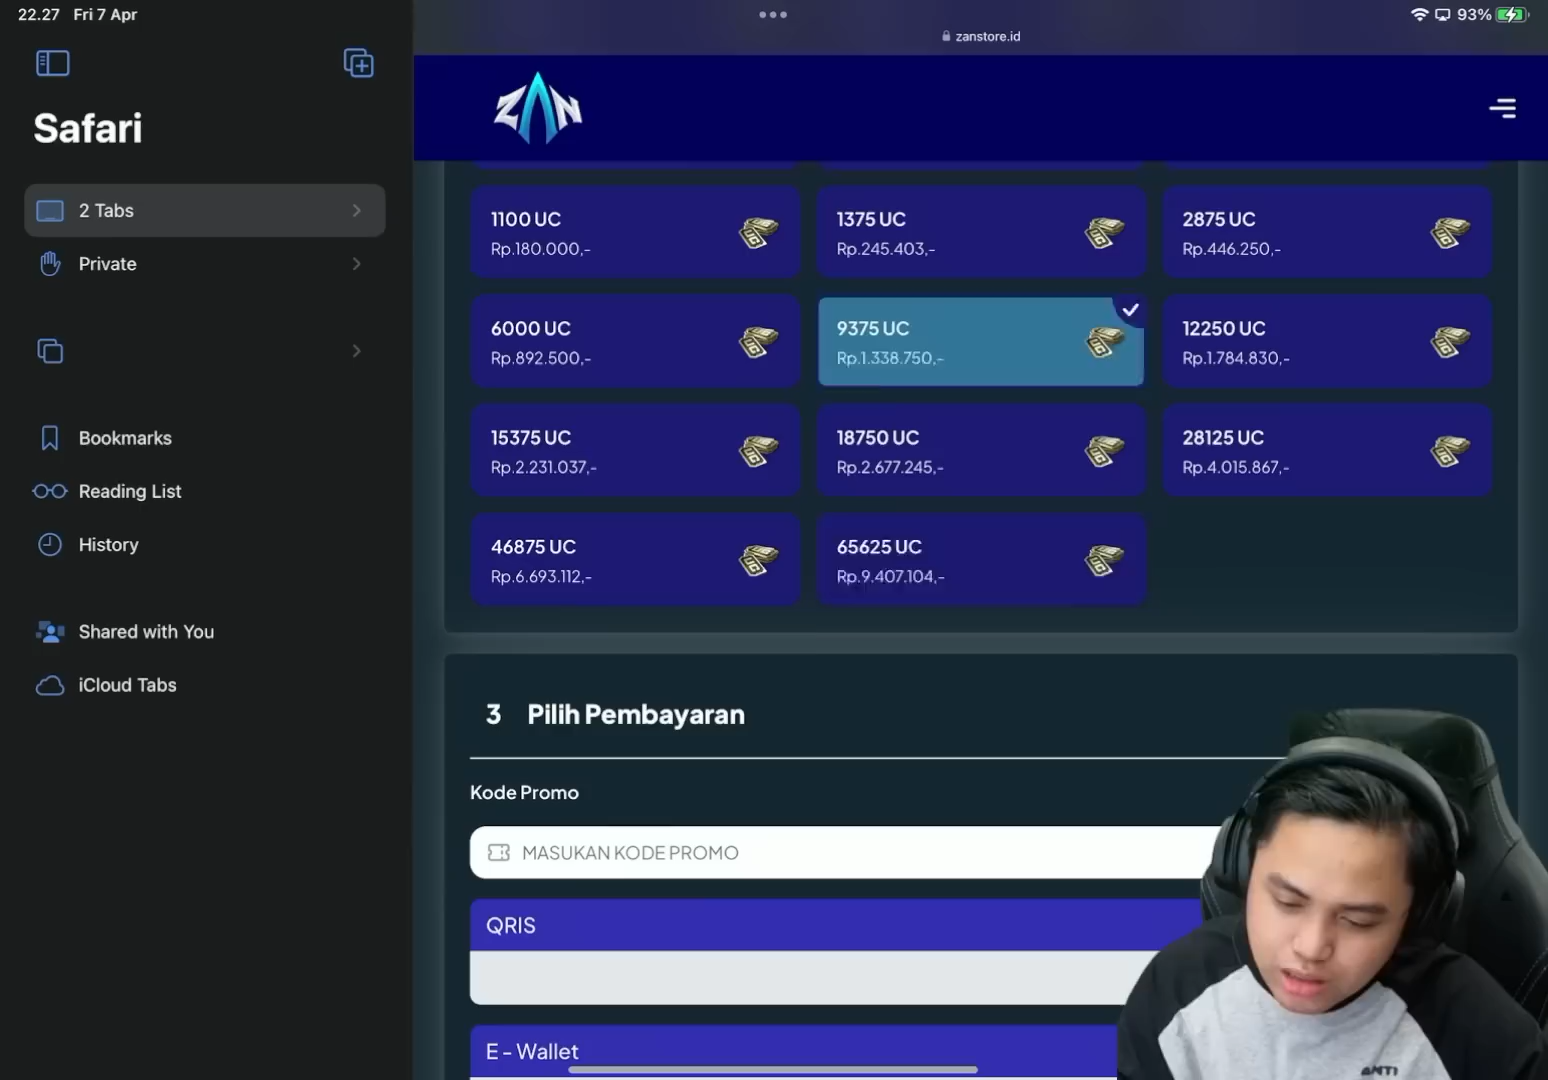 22.27 Fri 7 Apr
93%
zanstore.id
Safari
ZAN
2 Tabs
Private
Bookmarks
Reading List
History
Shared with You
iCloud Tabs
1100 UC
Rp.180.000,-
1375 UC
Rp.245.403,-
2875 UC
Rp.446.250,-
6000 UC
Rp.892.500,-
9375 UC
Rp.1.338.750,-
12250 UC
Rp.1.784.830,-
15375 UC
Rp.2.231.037,-
18750 UC
Rp.2.677.245,-
28125 UC
Rp.4.015.867,-
46875 UC
Rp.6.693.112,-
65625 UC
Rp.9.407.104,-
3 Pilih Pembayaran
Kode Promo
MASUKAN KODE PROMO
QRIS
E - Wallet
ANTI